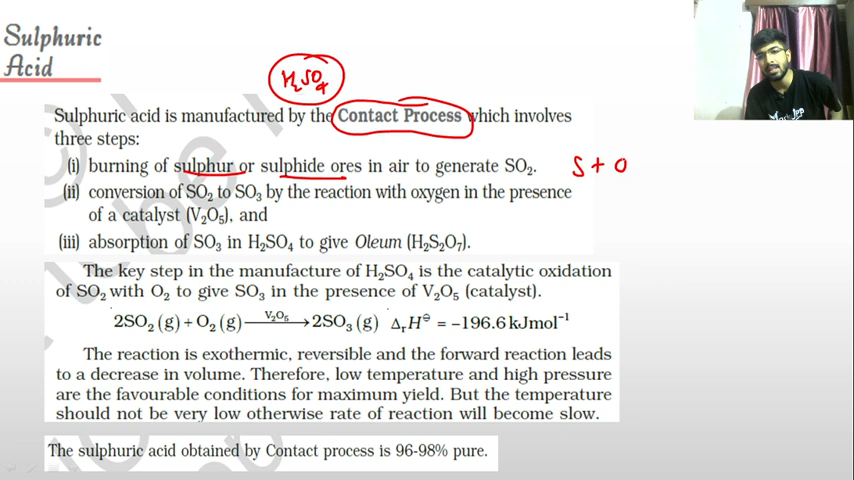 Sulphuric
Acid
H₂SO₄
Sulphuric acid is manufactured by the Contact Process which involves
three steps:
(i) burning of sulphur or sulphide ores in air to generate SO₂. S + O
(ii) conversion of SO₂ to SO₃ by the reaction with oxygen in the presence
of a catalyst (V₂O₅), and
(iii) absorption of SO₃ in H₂SO₄ to give Oleum (H₂S₂O₇).
The key step in the manufacture of H₂SO₄ is the catalytic oxidation
of SO₂ with O₂ to give SO₃ in the presence of V₂O₅ (catalyst).
2SO₂ (g) + O₂ (g) —V₂O₅→ 2SO₃ (g) ΔᵣH⊖ = −196.6 kJmol⁻¹
The reaction is exothermic, reversible and the forward reaction leads
to a decrease in volume. Therefore, low temperature and high pressure
are the favourable conditions for maximum yield. But the temperature
should not be very low otherwise rate of reaction will become slow.
The sulphuric acid obtained by Contact process is 96-98% pure.